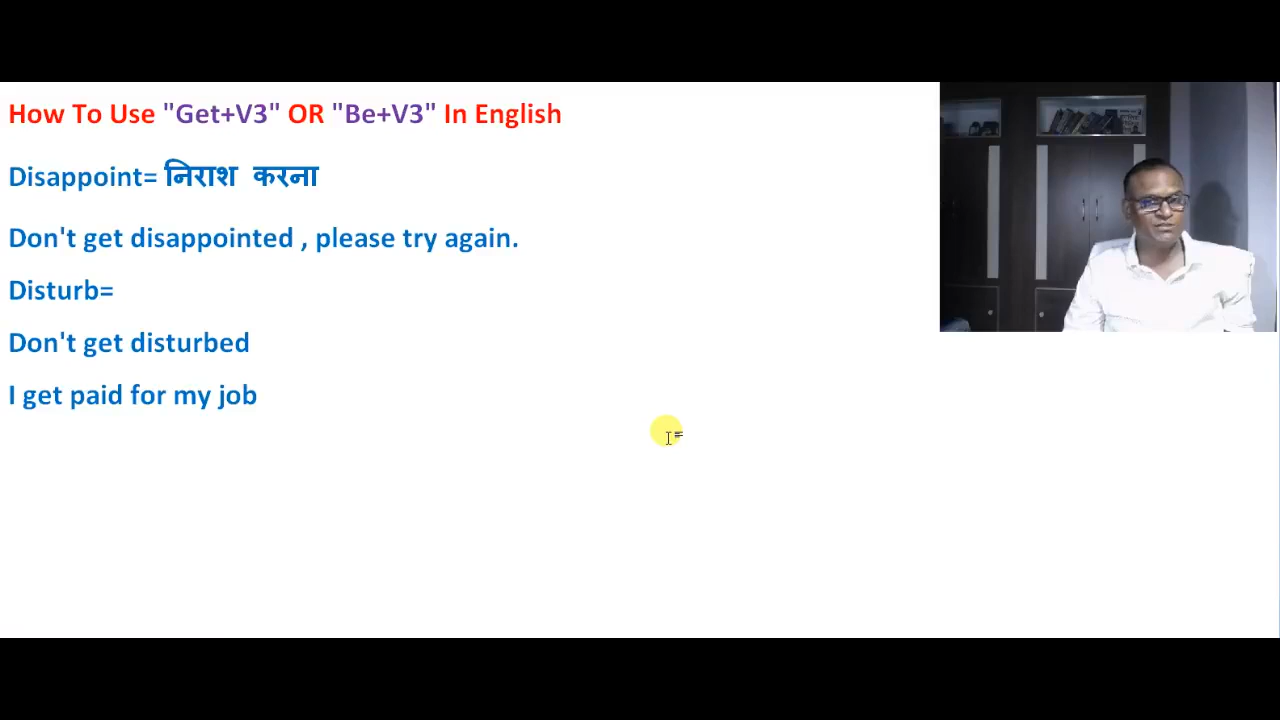 How To Use "Get+V3" OR "Be+V3" In English
Disappoint= निराश करना
Don't get disappointed , please try again.
Disturb=
Don't get disturbed
I get paid for my job